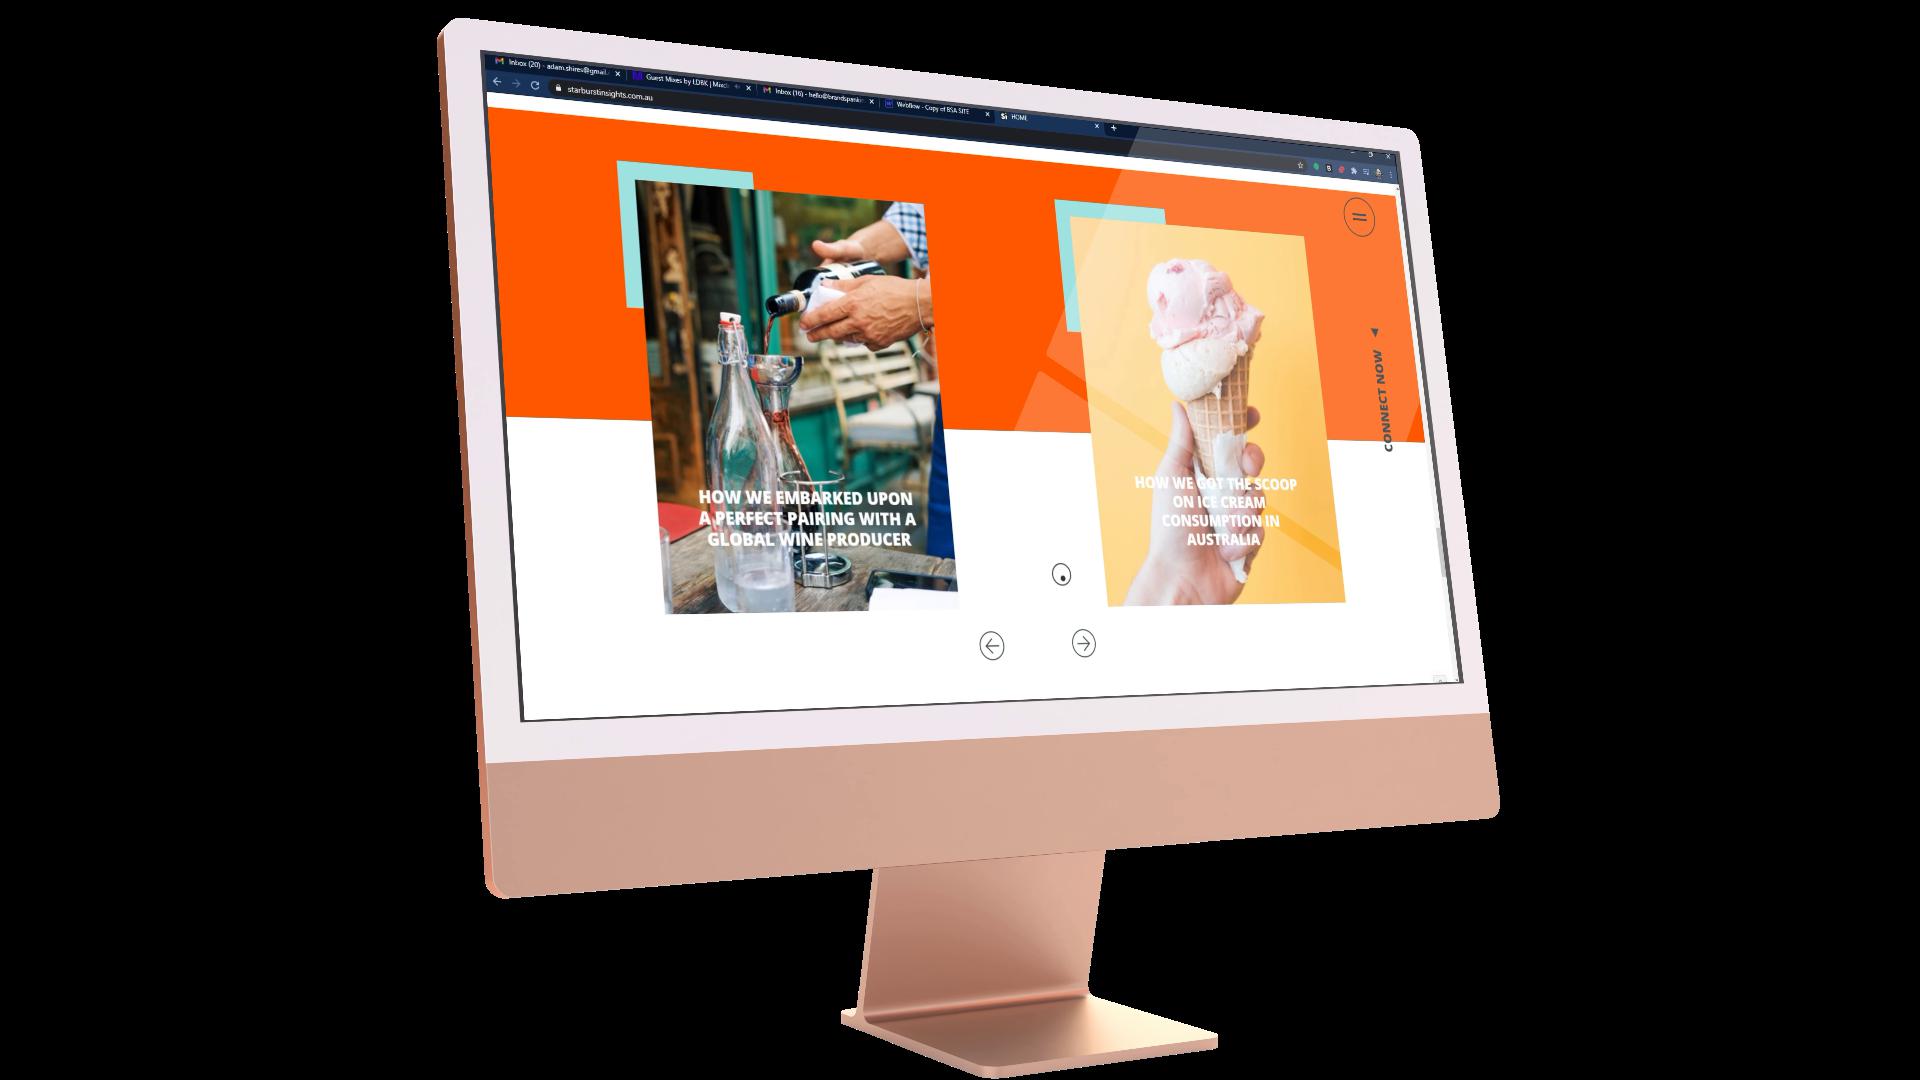 Inbox (20) - adam.shires@gmail.
Guest Mixes by LDBK | Mixcl
Inbox (16) - hello@brandspanki
Webflow - Copy of BSA SITE
Si HOME
starburstinsights.com.au
CONNECT NOW
HOW WE EMBARKED UPON
A PERFECT PAIRING WITH A
GLOBAL WINE PRODUCER
HOW WE GOT THE SCOOP
ON ICE CREAM
CONSUMPTION IN
AUSTRALIA